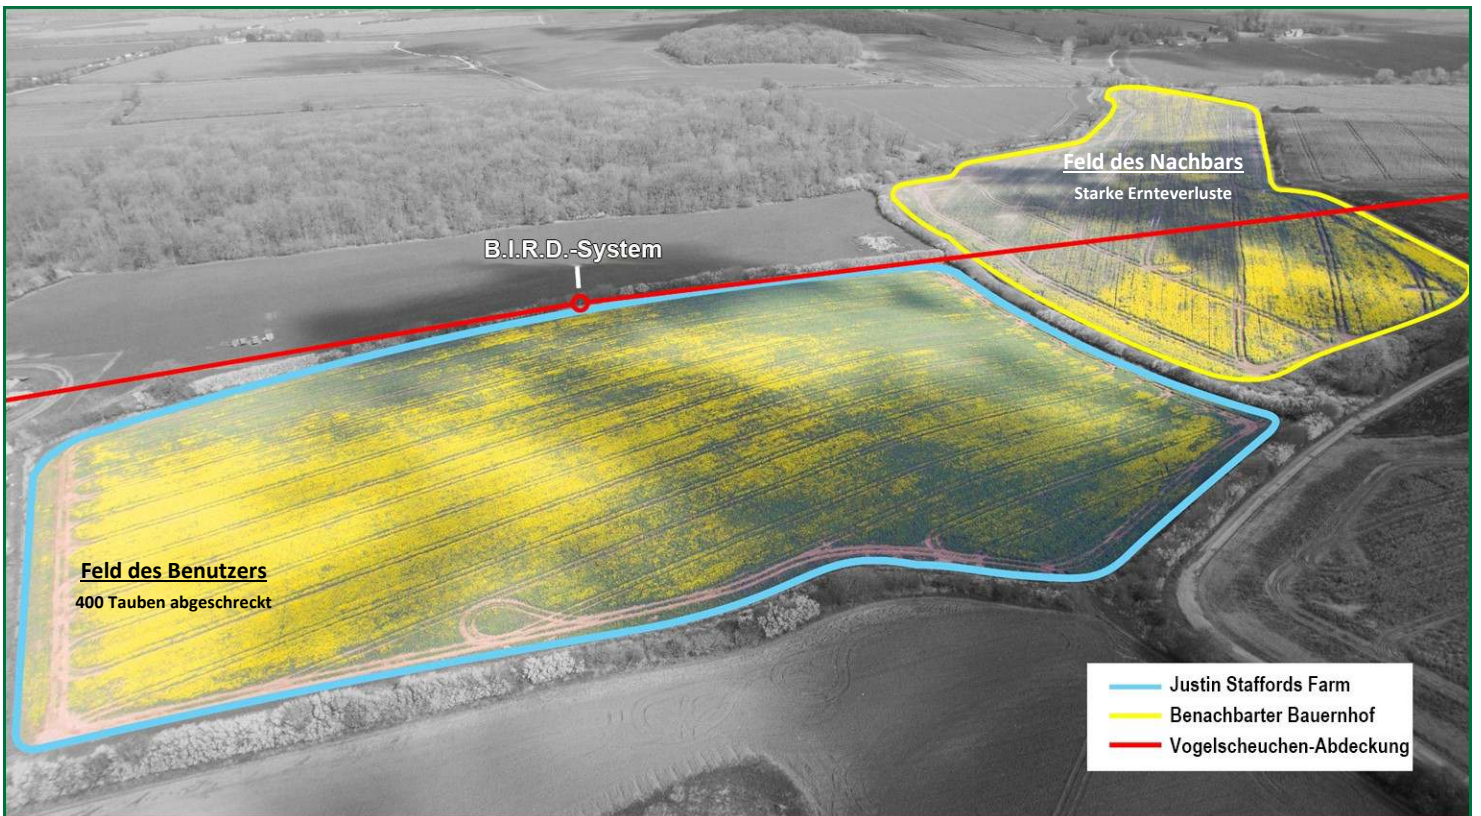 Feld des Nachbars
Starke Ernteverluste
B.I.R.D.-System
Feld des Benutzers
400 Tauben abgeschreckt
Justin Staffords Farm
Benachbarter Bauernhof
Vogelscheuchen-Abdeckung